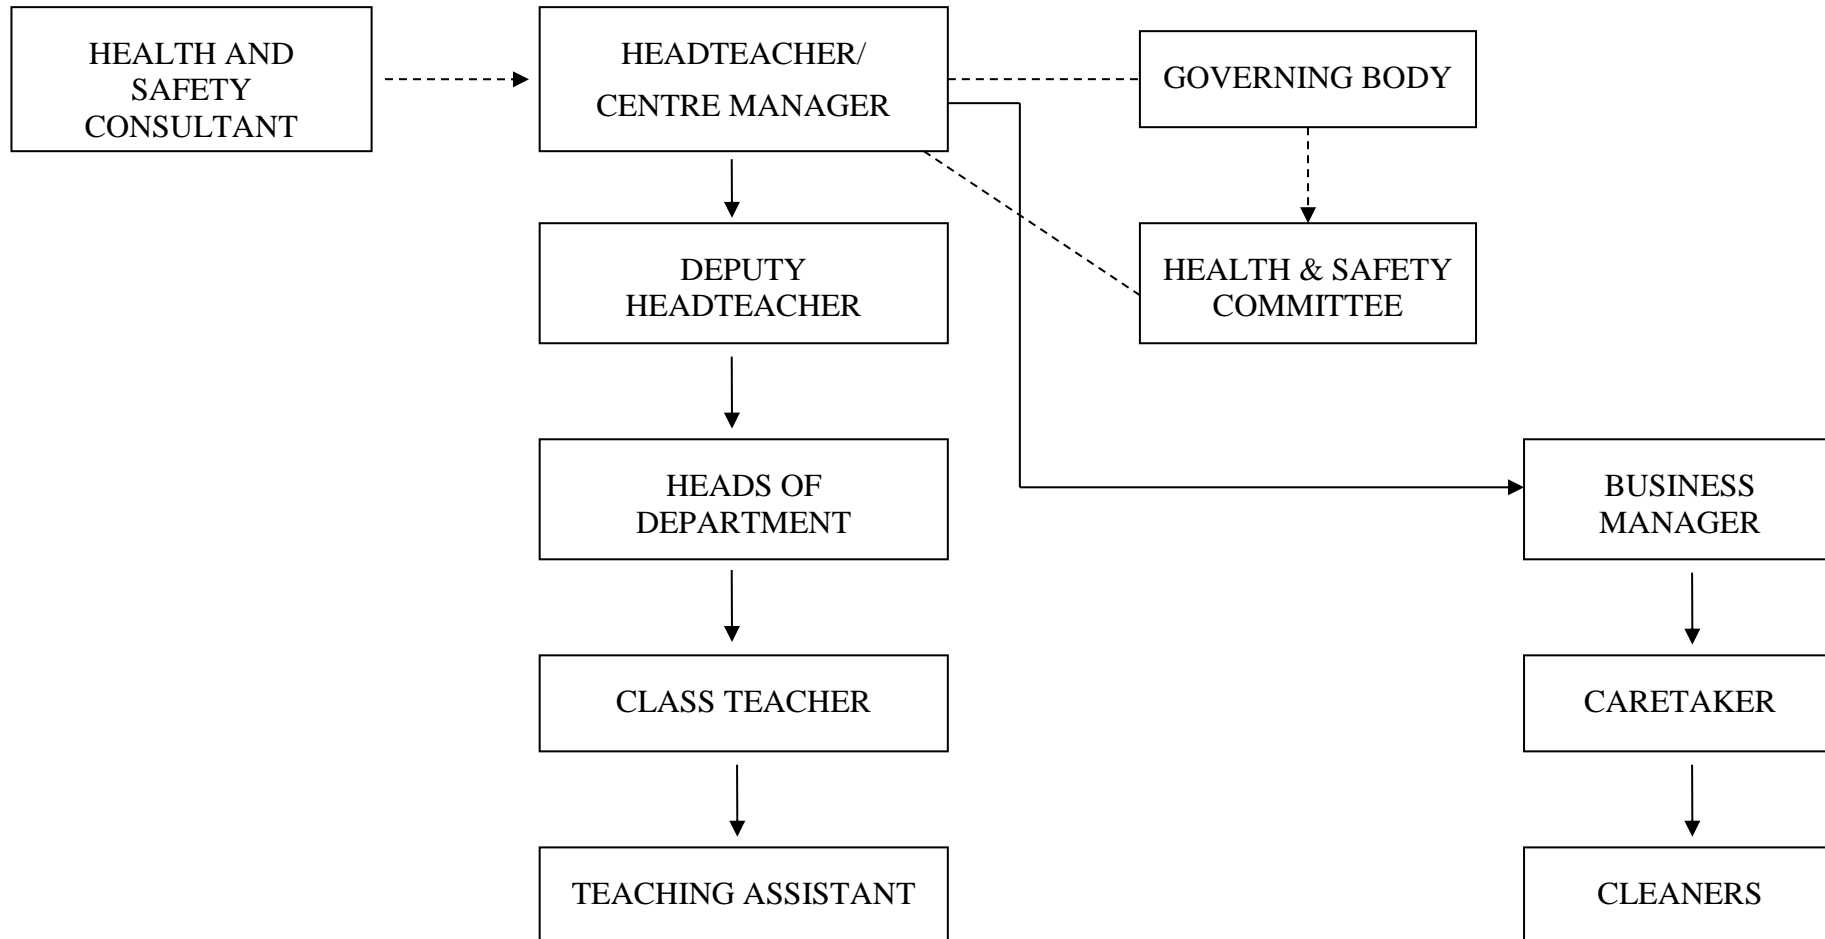 HEALTH AND
SAFETY
CONSULTANT
HEADTEACHER/
CENTRE MANAGER
GOVERNING BODY
DEPUTY
HEADTEACHER
HEALTH & SAFETY
COMMITTEE
HEADS OF
DEPARTMENT
BUSINESS
MANAGER
CLASS TEACHER
CARETAKER
TEACHING ASSISTANT
CLEANERS